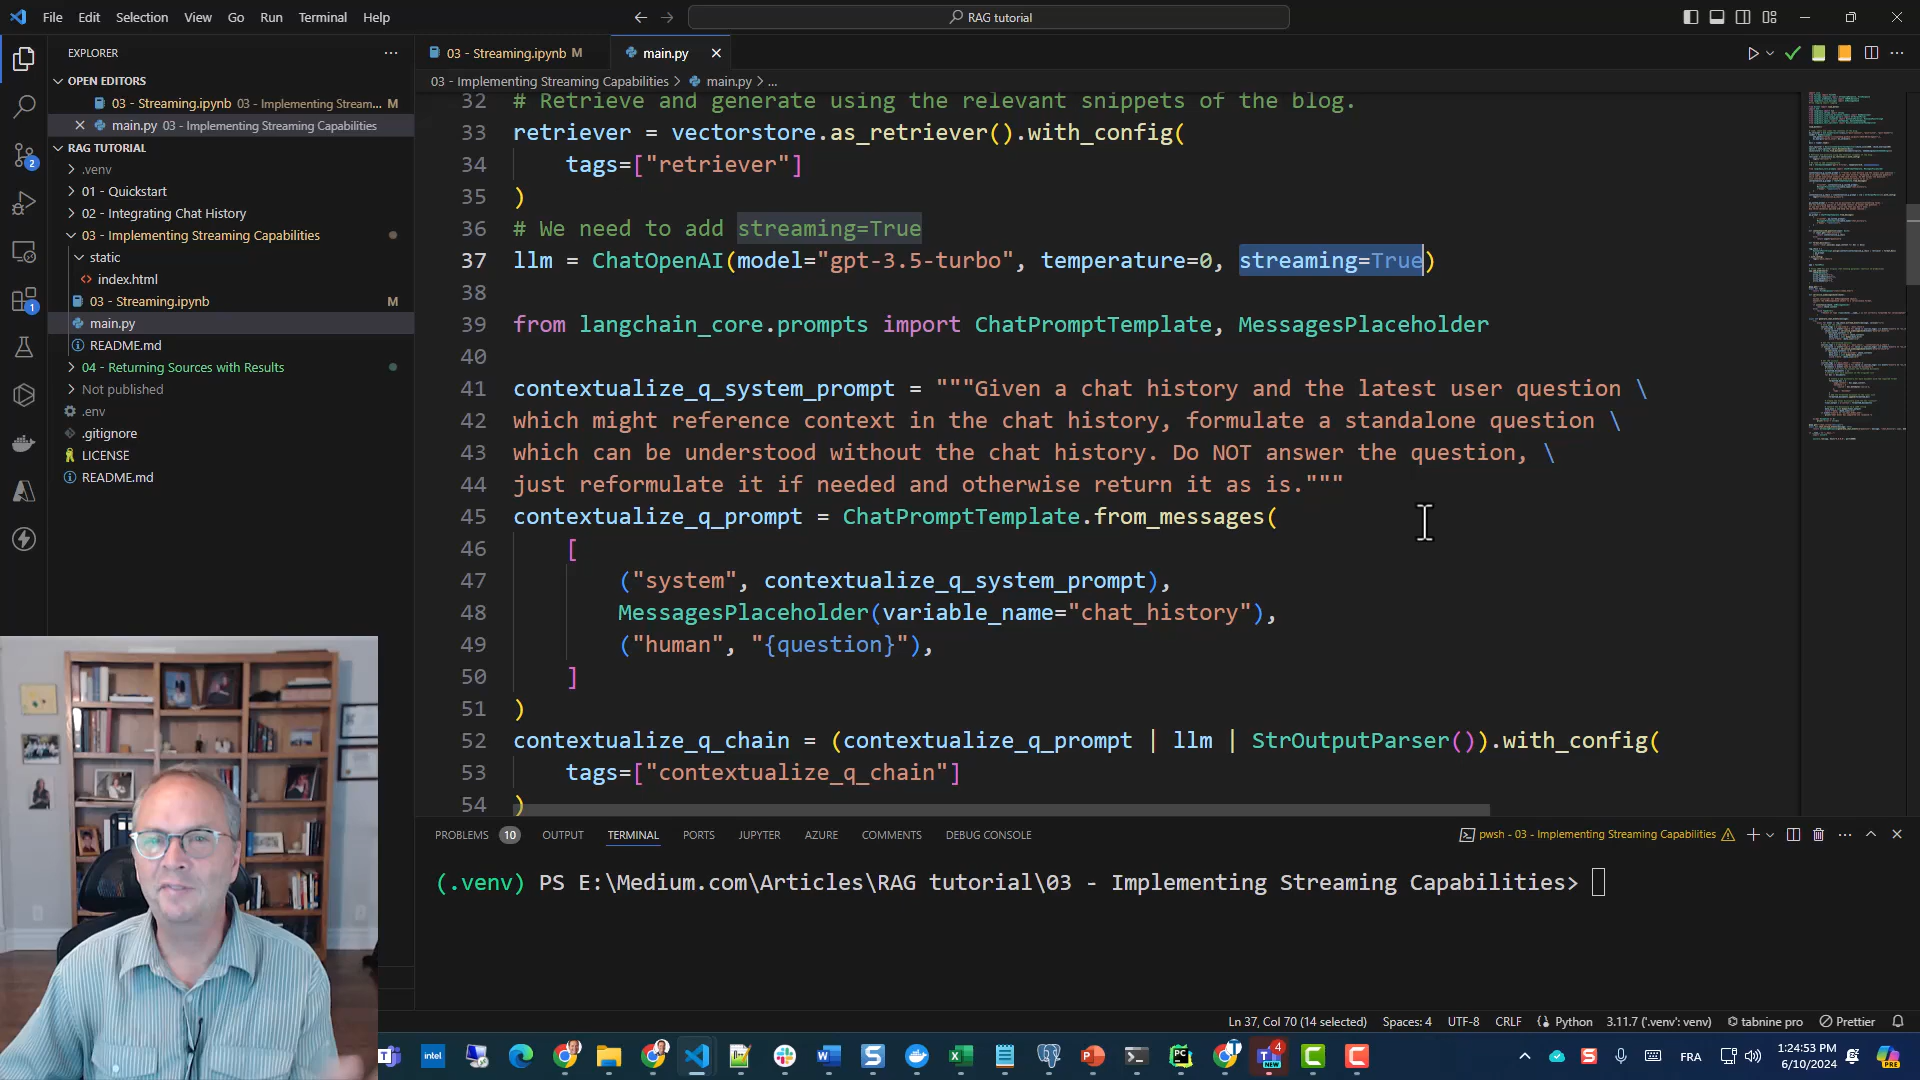 File Edit Selection View Go Run Terminal Help
RAG tutorial
EXPLORER
OPEN EDITORS
03 - Streaming.ipynb 03 - Implementing Stream... M
main.py 03 - Implementing Streaming Capabilities
RAG TUTORIAL
.venv
01 - Quickstart
02 - Integrating Chat History
03 - Implementing Streaming Capabilities
static
index.html
03 - Streaming.ipynb M
main.py
README.md
04 - Returning Sources with Results
Not published
.env
.gitignore
LICENSE
README.md
2
1
03 - Streaming.ipynb M
main.py
03 - Implementing Streaming Capabilities > main.py > ...
32 # Retrieve and generate using the relevant snippets of the blog.
33 retriever = vectorstore.as_retriever().with_config(
34 tags=["retriever"]
35 )
36 # We need to add streaming=True
37 llm = ChatOpenAI(model="gpt-3.5-turbo", temperature=0, streaming=True)
38
39 from langchain_core.prompts import ChatPromptTemplate, MessagesPlaceholder
40
41 contextualize_q_system_prompt = """Given a chat history and the latest user question \
42 which might reference context in the chat history, formulate a standalone question \
43 which can be understood without the chat history. Do NOT answer the question, \
44 just reformulate it if needed and otherwise return it as is."""
45 contextualize_q_prompt = ChatPromptTemplate.from_messages(
46 [
47 ("system", contextualize_q_system_prompt),
48 MessagesPlaceholder(variable_name="chat_history"),
49 ("human", "{question}"),
50 ]
51 )
52 contextualize_q_chain = (contextualize_q_prompt | llm | StrOutputParser()).with_config(
53 tags=["contextualize_q_chain"]
54 )
PROBLEMS 10 OUTPUT TERMINAL PORTS JUPYTER AZURE COMMENTS DEBUG CONSOLE
pwsh - 03 - Implementing Streaming Capabilities
(.venv) PS E:\Medium.com\Articles\RAG tutorial\03 - Implementing Streaming Capabilities>
Ln 37, Col 70 (14 selected) Spaces: 4 UTF-8 CRLF Python 3.11.7 ('.venv': venv) tabnine pro Prettier
intel
4
NEW
FRA
1:24:53 PM
6/10/2024
PRE